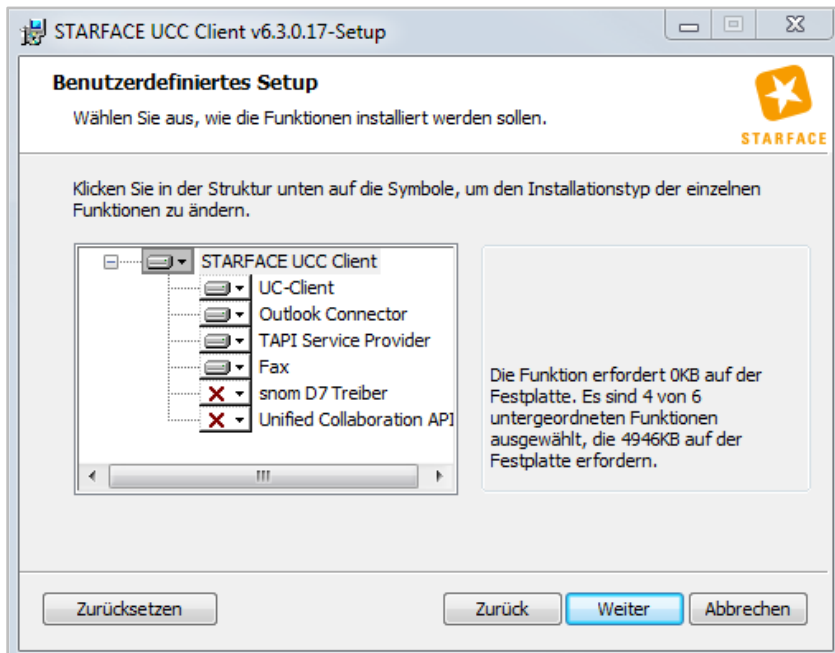 STARFACE UCC Client v6.3.0.17-Setup
Benutzerdefiniertes Setup
Wählen Sie aus, wie die Funktionen installiert werden sollen.
STARFACE
Klicken Sie in der Struktur unten auf die Symbole, um den Installationstyp der einzelnen
Funktionen zu ändern.
STARFACE UCC Client
UC-Client
Outlook Connector
TAPI Service Provider
Fax
snom D7 Treiber
Unified Collaboration API
Die Funktion erfordert 0KB auf der
Festplatte. Es sind 4 von 6
untergeordneten Funktionen
ausgewählt, die 4946KB auf der
Festplatte erfordern.
Zurücksetzen
Zurück
Weiter
Abbrechen